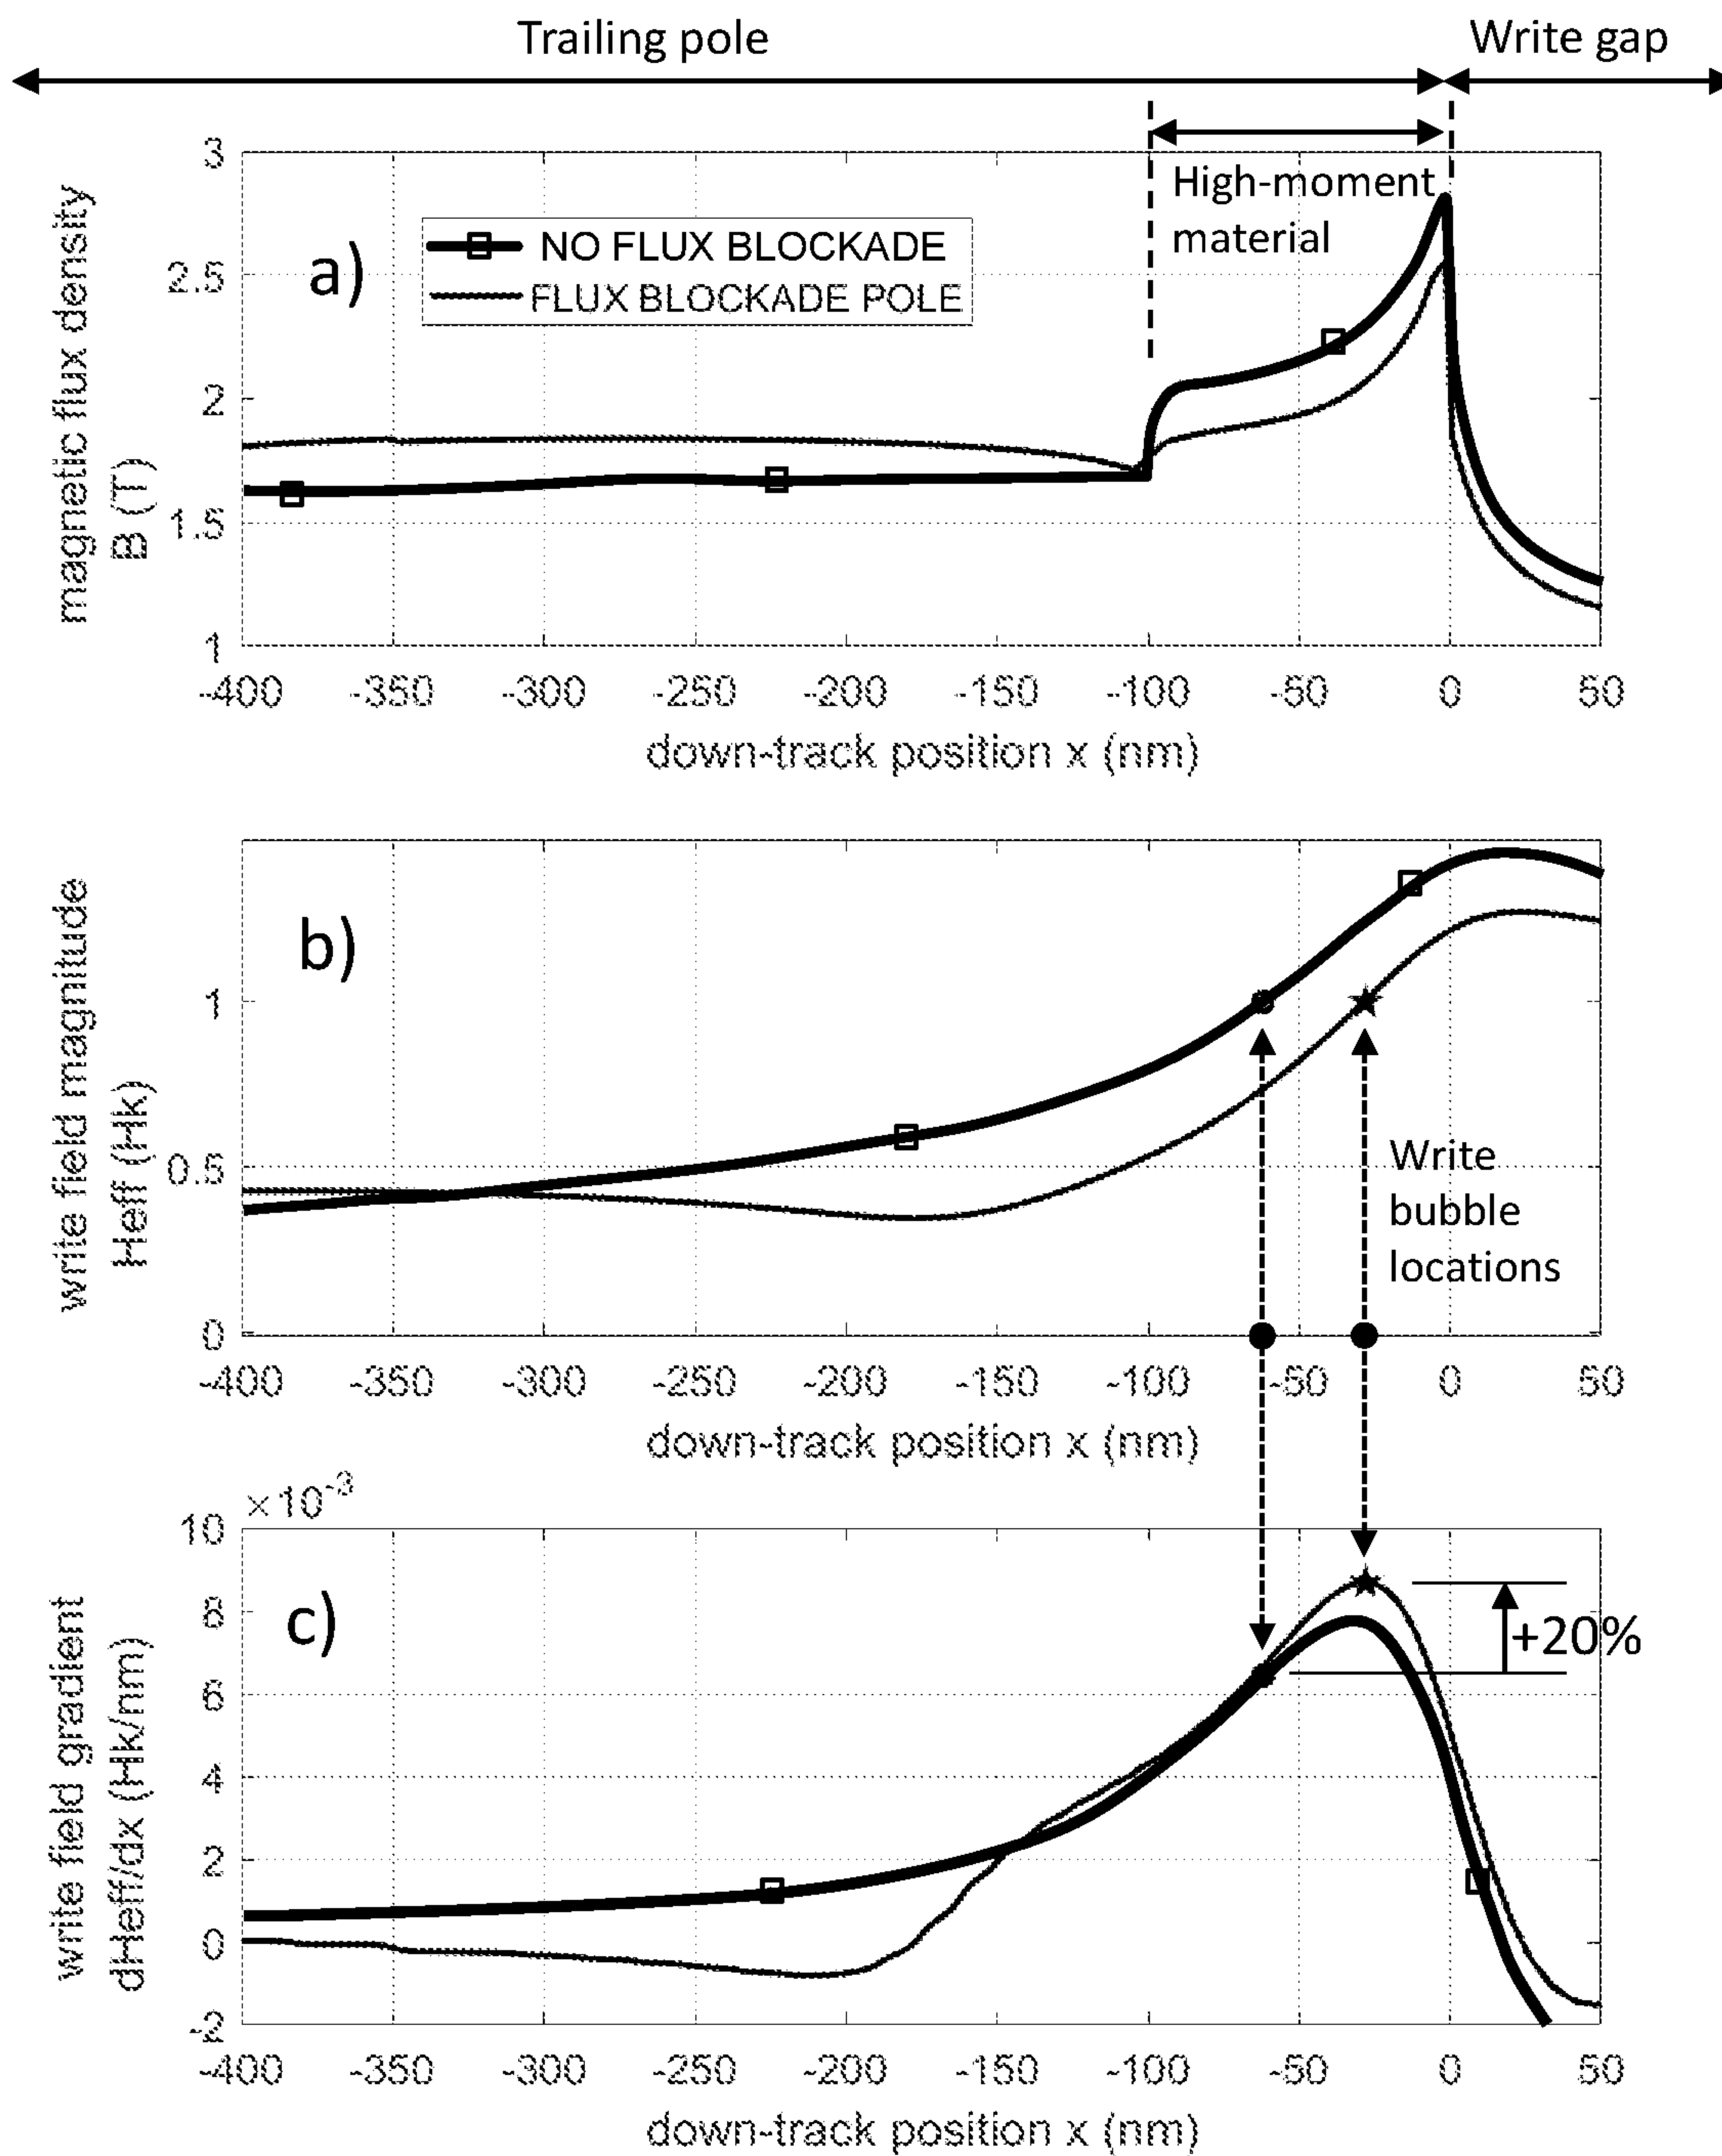 Trailing pole
Write gap
High-moment
material
a)
NO FLUX BLOCKADE
FLUX BLOCKADE POLE
magnetic flux density
B (T)
3
2.5
2
1.5
1
-400 -350 -300 -250 -200 -150 -100 -50 0 50
down-track position x (nm)
b)
write field magnitude
Heff (Hk)
1
0.5
0
Write
bubble
locations
-400 -350 -300 -250 -200 -150 -100 -50 0 50
down-track position x (nm)
×10-3
c)
write field gradient
dHeff/dx (Hk/nm)
10
8
6
4
2
0
-2
+20%
-400 -350 -300 -250 -200 -150 -100 -50 0 50
down-track position x (nm)